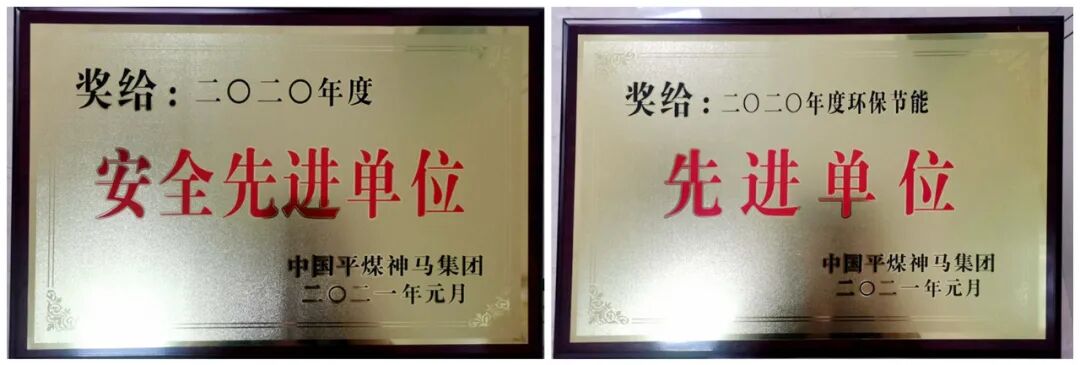 奖给:二〇二〇年度
安全先进单位
中国平煤神马集团
二〇二一年元月
奖给:二〇二〇年度环保节能
先进单位
中国平煤神马集团
二〇二一年元月